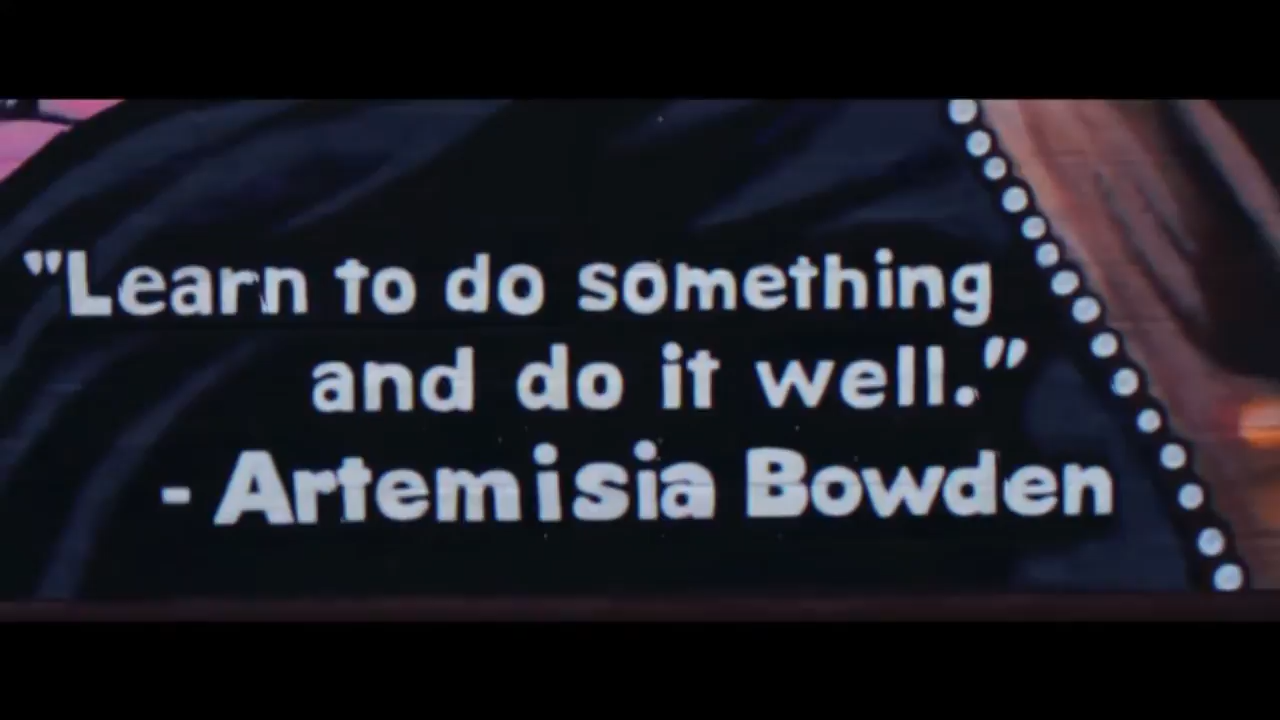 "Learn to do something
and do it well."
- Artemisia Bowden